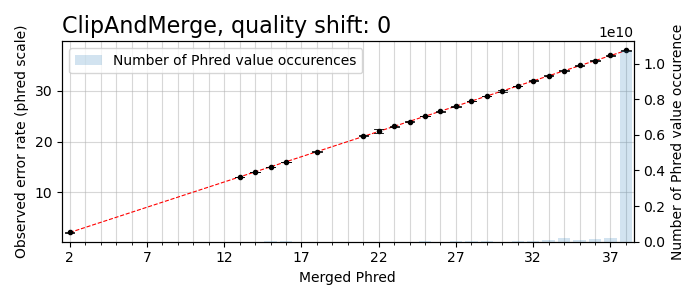 ClipAndMerge, quality shift: 0
1e10
Number of Phred value occurences
Observed error rate (phred scale)
30
20
10
1.0
0.8
0.6
0.4
0.2
0.0
Number of Phred value occurence
2 7 12 17 22 27 32 37
Merged Phred